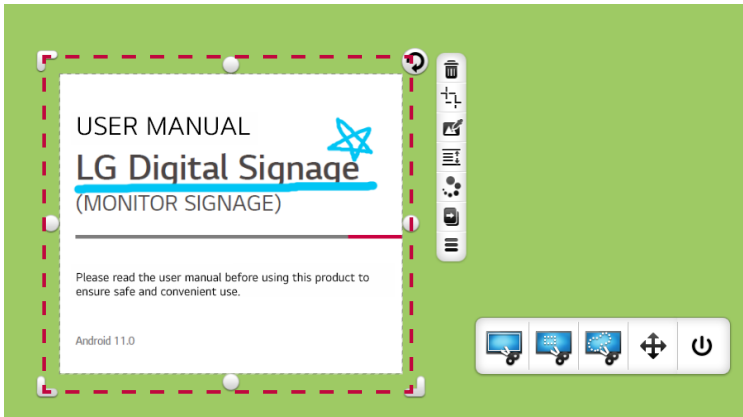 USER MANUAL
LG Digital Signage
(MONITOR SIGNAGE)
Please read the user manual before using this product to
ensure safe and convenient use.
Android 11.0